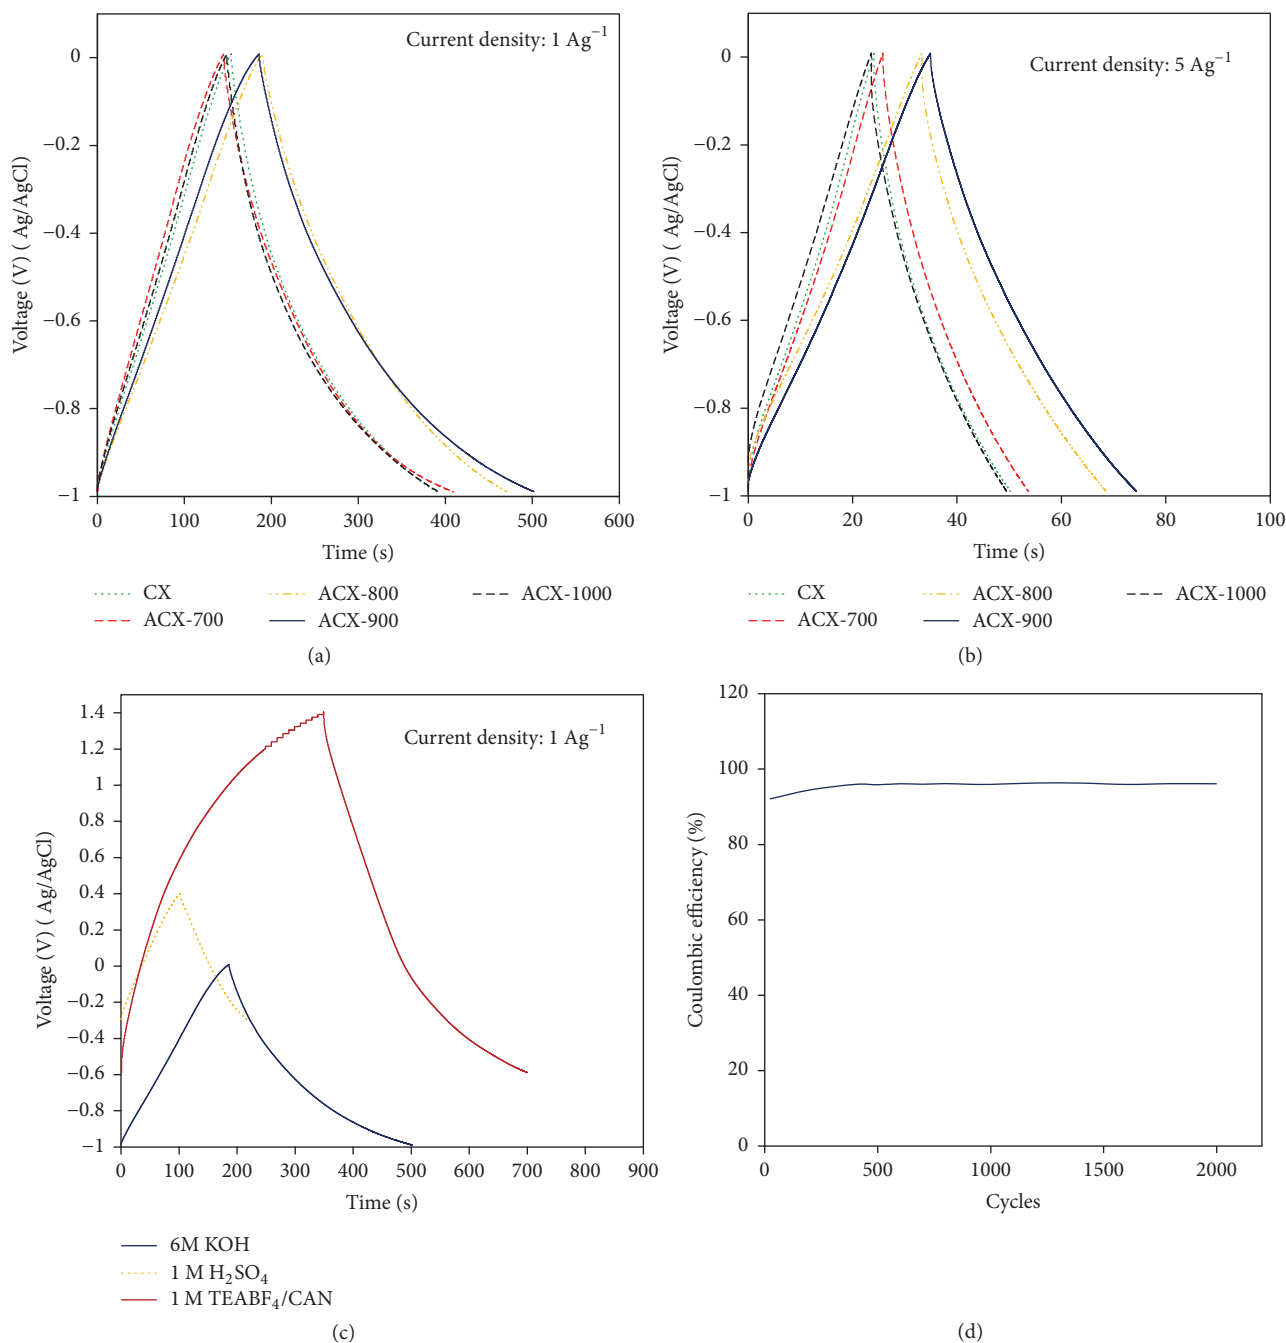 Current density: 1 Ag−1
0
−0.2
−0.4
−0.6
−0.8
−1
Voltage (V) ( Ag/AgCl)
0 100 200 300 400 500 600
Time (s)
CX ACX-800 ACX-1000
ACX-700 ACX-900
(a)
Current density: 5 Ag−1
0
−0.2
−0.4
−0.6
−0.8
−1
Voltage (V) ( Ag/AgCl)
0 20 40 60 80 100
Time (s)
CX ACX-800 ACX-1000
ACX-700 ACX-900
(b)
Current density: 1 Ag−1
1.4
1.2
1
0.8
0.6
0.4
0.2
0
−0.2
−0.4
−0.6
−0.8
−1
Voltage (V) ( Ag/AgCl)
0 100 200 300 400 500 600 700 900
Time (s)
6M KOH
1 M H2SO4
1 M TEABF4/CAN
(c)
120
100
80
60
40
20
0
Coulombic efficiency (%)
0 500 1000 1500 2000
Cycles
(d)